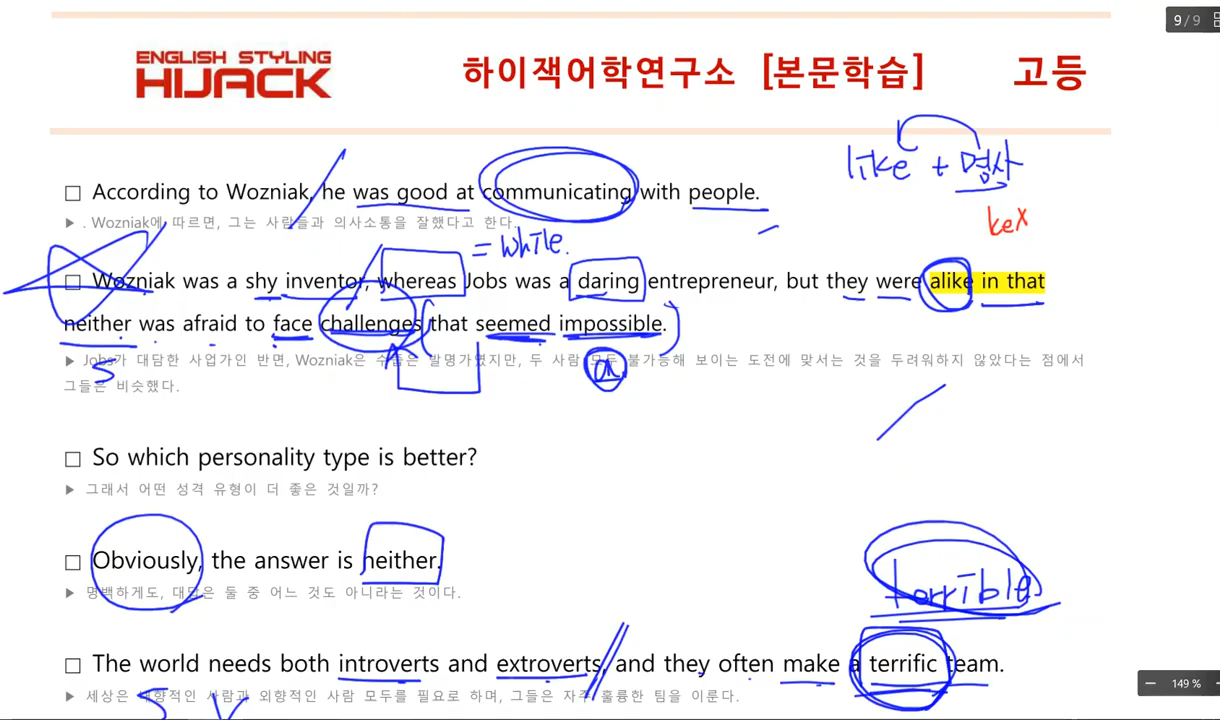 9 / 9
ENGLISH STYLING
HIJACK
하이잭어학연구소 [본문학습] 고등
like + 명사
□ According to Wozniak, he was good at communicating with people.
▶ . Wozniak에 따르면, 그는 사람들과 의사소통을 잘했다고 한다.
= while.
□ Wozniak was a shy inventor, whereas Jobs was a daring entrepreneur, but they were alike in that
neither was afraid to face challenges that seemed impossible.
▶ Jobs가 대담한 사업가인 반면, Wozniak은 수줍은 발명가였지만, 두 사람 모두 불가능해 보이는 도전에 맞서는 것을 두려워하지 않았다는 점에서
그들은 비슷했다.
S
a
□ So which personality type is better?
▶ 그래서 어떤 성격 유형이 더 좋은 것일까?
□ Obviously, the answer is neither.
▶ 명백하게도, 대답은 둘 중 어느 것도 아니라는 것이다.
terrible
□ The world needs both introverts and extroverts, and they often make a terrific team.
▶ 세상은 내향적인 사람과 외향적인 사람 모두를 필요로 하며, 그들은 자주 훌륭한 팀을 이룬다.
S V
149 %